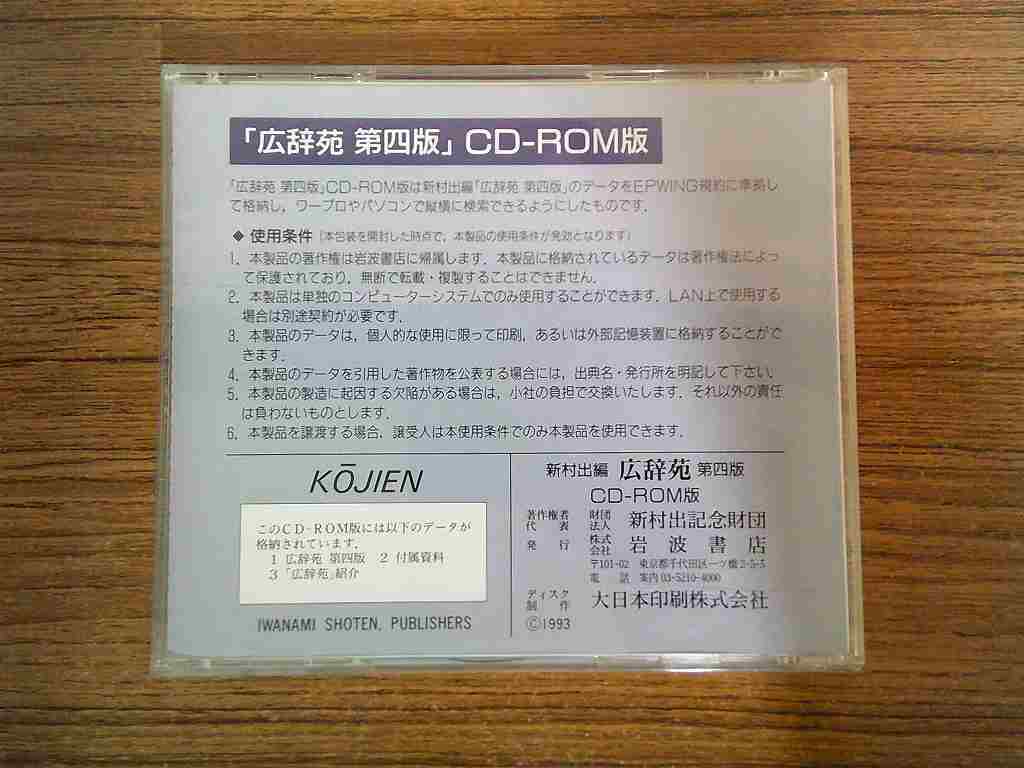 「広辞苑 第四版」CD-ROM版
「広辞苑 第四版」CD-ROM版は新村出編「広辞苑 第四版」のデータをEPWING規約に準拠し
て格納し，ワープロやパソコンで縦横に検索できるようにしたものです．
◆ 使用条件（本包装を開封した時点で，本製品の使用条件が発効となります）
1．本製品の著作権は岩波書店に帰属します．本製品に格納されているデータは著作権法によっ
て保護されており，無断で転載・複製することはできません．
2．本製品は単独のコンピューターシステムでのみ使用することができます．LAN上で使用する
場合は別途契約が必要です．
3．本製品のデータは，個人的な使用に限って印刷，あるいは外部記憶装置に格納することがで
きます．
4．本製品のデータを引用した著作物を公表する場合には，出典名・発行所を明記して下さい．
5．本製品の製造に起因する欠陥がある場合は，小社の負担で交換いたします．それ以外の責任
は負わないものとします．
6．本製品を譲渡する場合，譲受人は本使用条件でのみ本製品を使用できます．
KŌJIEN
このCD-ROM版には以下のデータが
格納されています．
1 広辞苑 第四版 2 付属資料
3「広辞苑」紹介
IWANAMI SHOTEN, PUBLISHERS
新村出編 広辞苑 第四版
CD-ROM版
著作権者代表 財団法人 新村出記念財団
発行 株式会社 岩波書店
〒101-02 東京都千代田区一ツ橋2-5-5
電話 案内03-5210-4000
ディスク制作 大日本印刷株式会社
©1993